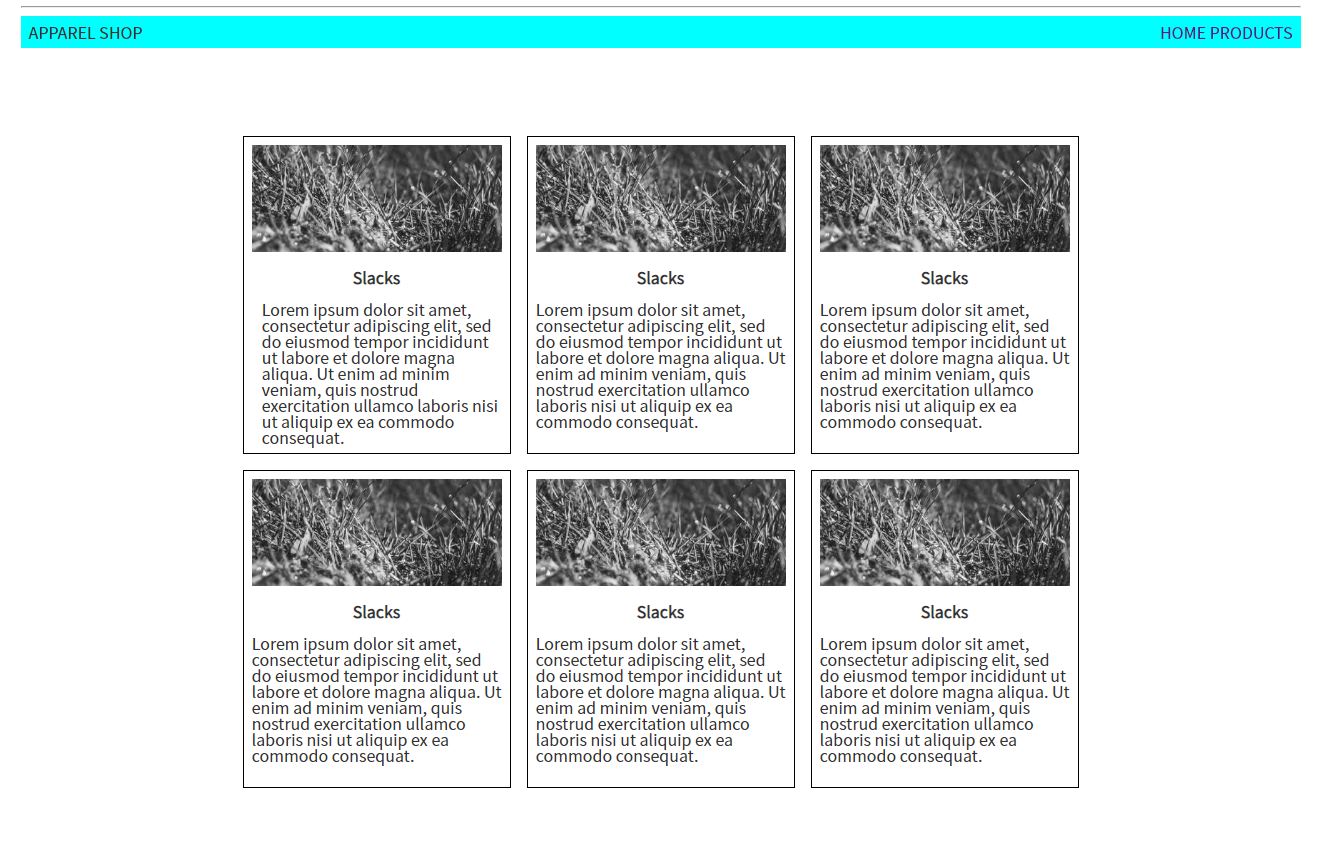 APPAREL SHOP
HOME PRODUCTS
Slacks
Lorem ipsum dolor sit amet,
consectetur adipiscing elit, sed
do eiusmod tempor incididunt
ut labore et dolore magna
aliqua. Ut enim ad minim
veniam, quis nostrud
exercitation ullamco laboris nisi
ut aliquip ex ea commodo
consequat.
Slacks
Lorem ipsum dolor sit amet,
consectetur adipiscing elit, sed
do eiusmod tempor incididunt ut
labore et dolore magna aliqua. Ut
enim ad minim veniam, quis
nostrud exercitation ullamco
laboris nisi ut aliquip ex ea
commodo consequat.
Slacks
Lorem ipsum dolor sit amet,
consectetur adipiscing elit, sed
do eiusmod tempor incididunt ut
labore et dolore magna aliqua. Ut
enim ad minim veniam, quis
nostrud exercitation ullamco
laboris nisi ut aliquip ex ea
commodo consequat.
Slacks
Lorem ipsum dolor sit amet,
consectetur adipiscing elit, sed
do eiusmod tempor incididunt ut
labore et dolore magna aliqua. Ut
enim ad minim veniam, quis
nostrud exercitation ullamco
laboris nisi ut aliquip ex ea
commodo consequat.
Slacks
Lorem ipsum dolor sit amet,
consectetur adipiscing elit, sed
do eiusmod tempor incididunt ut
labore et dolore magna aliqua. Ut
enim ad minim veniam, quis
nostrud exercitation ullamco
laboris nisi ut aliquip ex ea
commodo consequat.
Slacks
Lorem ipsum dolor sit amet,
consectetur adipiscing elit, sed
do eiusmod tempor incididunt ut
labore et dolore magna aliqua. Ut
enim ad minim veniam, quis
nostrud exercitation ullamco
laboris nisi ut aliquip ex ea
commodo consequat.